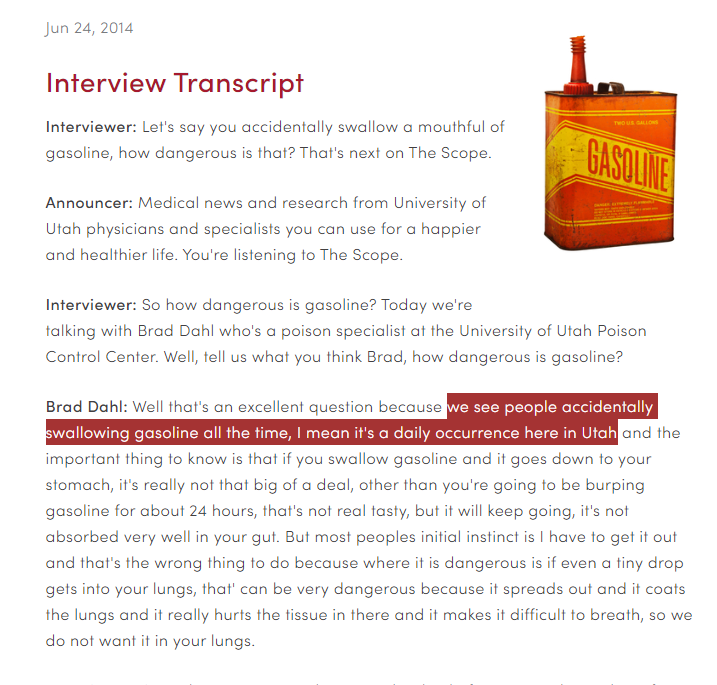 Jun 24, 2014
Interview Transcript
Interviewer: Let's say you accidentally swallow a mouthful of
gasoline, how dangerous is that? That's next on The Scope.
TWO U.S. GALLONS
GASOLINE
Announcer: Medical news and research from University of
Utah physicians and specialists you can use for a happier
and healthier life. You're listening to The Scope.
Interviewer: So how dangerous is gasoline? Today we're
talking with Brad Dahl who's a poison specialist at the University of Utah Poison
Control Center. Well, tell us what you think Brad, how dangerous is gasoline?
Brad Dahl: Well that's an excellent question because we see people accidentally
swallowing gasoline all the time, I mean it's a daily occurrence here in Utah and the
important thing to know is that if you swallow gasoline and it goes down to your
stomach, it's really not that big of a deal, other than you're going to be burping
gasoline for about 24 hours, that's not real tasty, but it will keep going, it's not
absorbed very well in your gut. But most peoples initial instinct is I have to get it out
and that's the wrong thing to do because where it is dangerous is if even a tiny drop
gets into your lungs, that' can be very dangerous because it spreads out and it coats
the lungs and it really hurts the tissue in there and it makes it difficult to breath, so we
do not want it in your lungs.